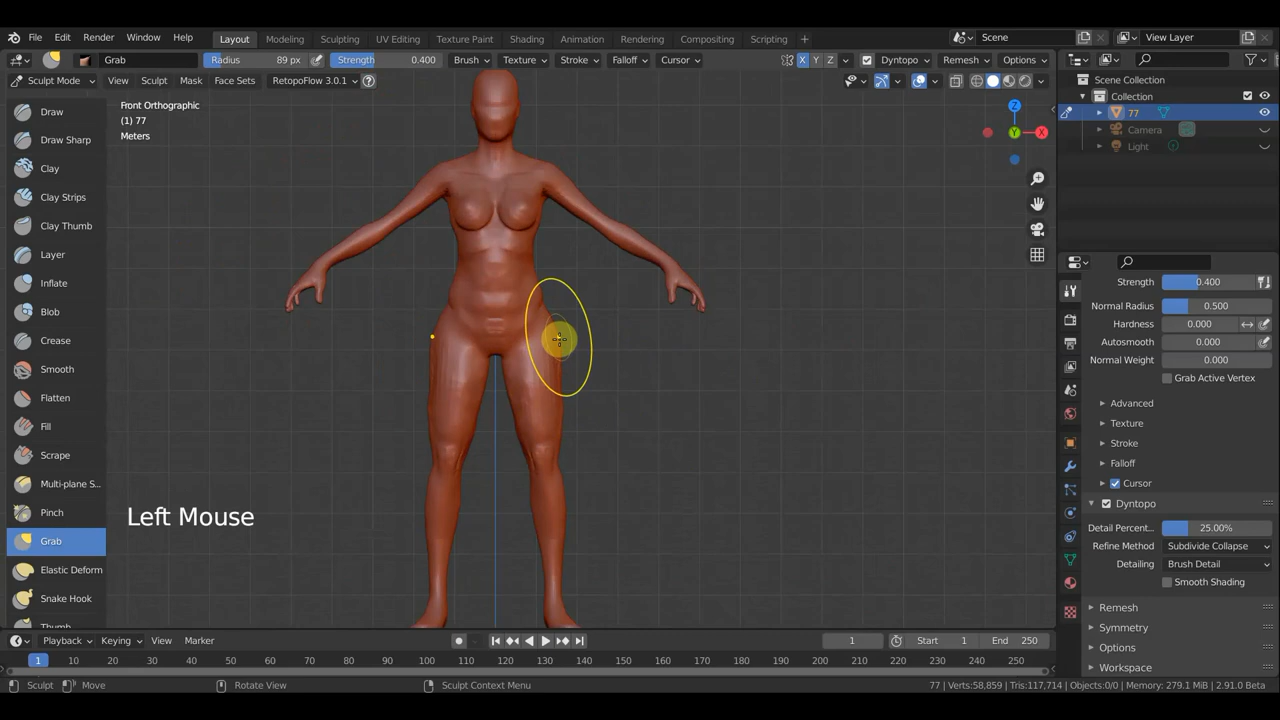 File Edit Render Window Help Layout Modeling Sculpting UV Editing Texture Paint Shading Animation Rendering Compositing Scripting + Scene View Layer
Grab Radius 89 px Strength 0.400 Brush Texture Stroke Falloff Cursor X Y Z Dyntopo Remesh Options
Sculpt Mode View Sculpt Mask Face Sets RetopoFlow 3.0.1 ?
Scene Collection
Collection
77
Camera
Light
Front Orthographic
(1) 77
Meters
Z
Y
X
Draw
Draw Sharp
Clay
Clay Strips
Clay Thumb
Layer
Inflate
Blob
Crease
Smooth
Flatten
Fill
Scrape
Multi-plane S...
Pinch
Grab
Elastic Deform
Snake Hook
Thumb
Left Mouse
Strength 0.400
Normal Radius 0.500
Hardness 0.000
Autosmooth 0.000
Normal Weight 0.000
Grab Active Vertex
Advanced
Texture
Stroke
Falloff
Cursor
Dyntopo
Detail Percent... 25.00%
Refine Method Subdivide Collapse
Detailing Brush Detail
Smooth Shading
Remesh
Symmetry
Options
Workspace
Playback Keying View Marker 1 Start 1 End 250
1 10 20 30 40 50 60 70 80 90 100 110 120 130 140 150 160 170 180 190 200 210 220 230 240 250
Sculpt Move Rotate View Sculpt Context Menu 77 | Verts:58,859 | Tris:117,714 | Objects:0/0 | Memory: 279.1 MiB | 2.91.0 Beta